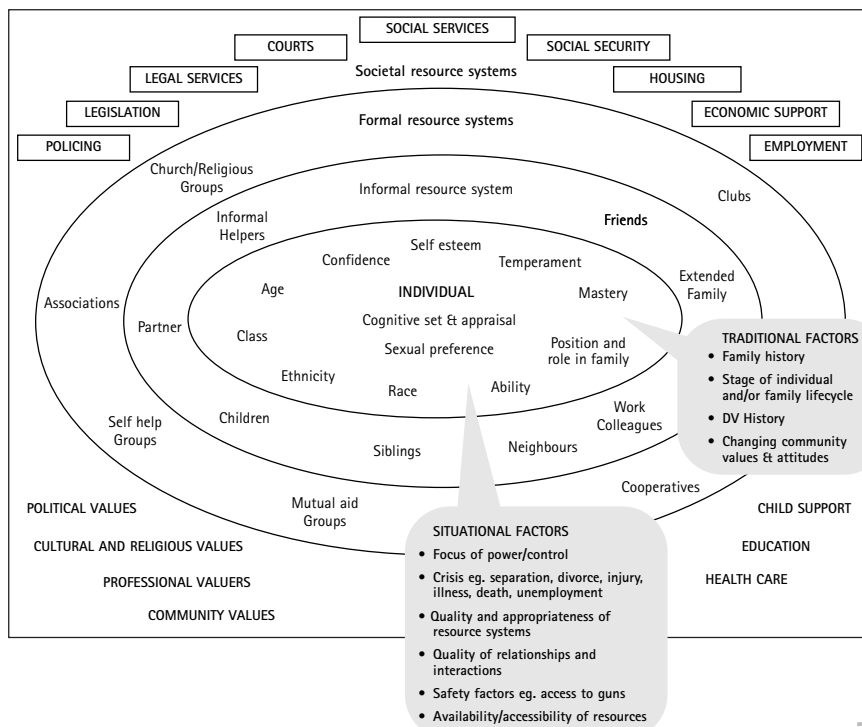 SOCIAL SERVICES
COURTS
SOCIAL SECURITY
LEGAL SERVICES
Societal resource systems
HOUSING
LEGISLATION
Formal resource systems
ECONOMIC SUPPORT
POLICING
EMPLOYMENT
Church/Religious
Groups
Informal resource system
Clubs
Informal
Helpers
Friends
Self esteem
Confidence
Temperament
Extended
Family
Age
INDIVIDUAL
Mastery
Associations
Partner
Cognitive set & appraisal
Class
Sexual preference
Position and
role in family
Ethnicity
Race
Ability
Self help
Groups
Children
Siblings
Neighbours
Work
Colleagues
Mutual aid
Groups
Cooperatives
TRADITIONAL FACTORS
• Family history
• Stage of individual
and/or family lifecycle
• DV History
• Changing community
values & attitudes
POLITICAL VALUES
CHILD SUPPORT
CULTURAL AND RELIGIOUS VALUES
EDUCATION
PROFESSIONAL VALUERS
HEALTH CARE
COMMUNITY VALUES
SITUATIONAL FACTORS
• Focus of power/control
• Crisis eg. separation, divorce, injury,
illness, death, unemployment
• Quality and appropriateness of
resource systems
• Quality of relationships and
interactions
• Safety factors eg. access to guns
• Availability/accessibility of resources